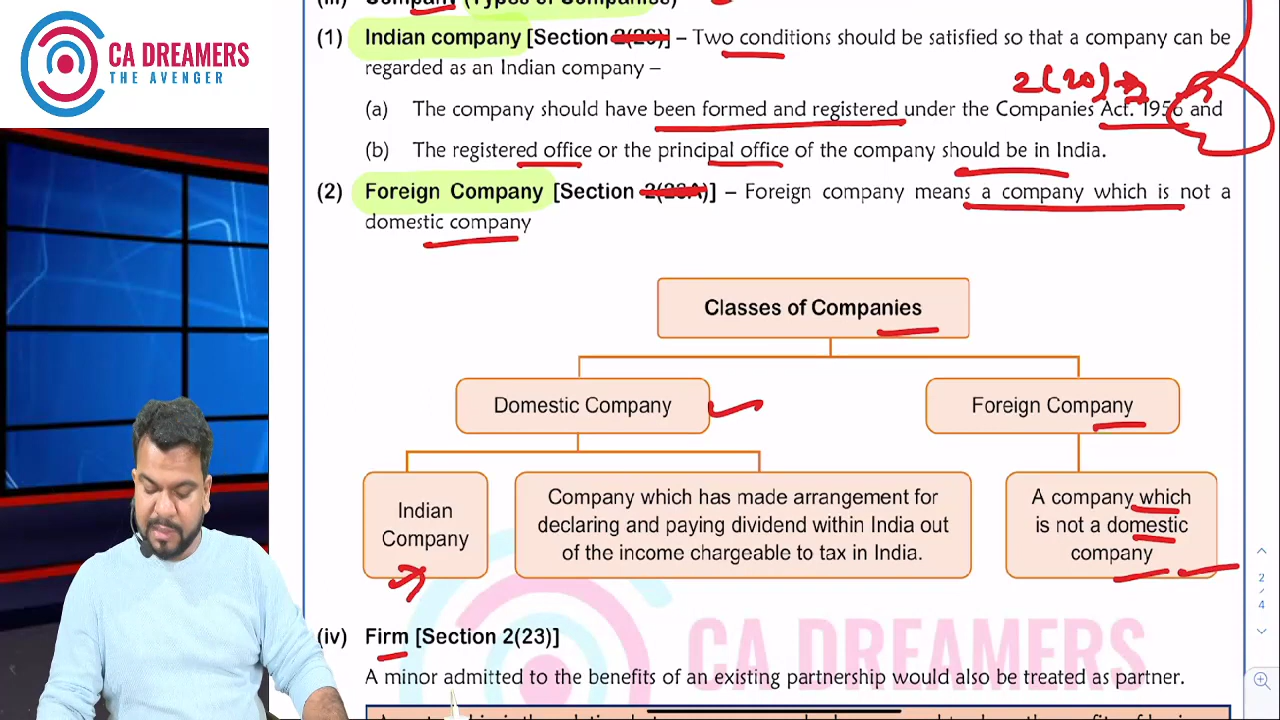 CA DREAMERS
THE AVENGER
(iii) Company (Types of Companies)
(1) Indian company [Section 2(26)] – Two conditions should be satisfied so that a company can be
regarded as an Indian company –
(a) The company should have been formed and registered under the Companies Act. 1956 and
(b) The registered office or the principal office of the company should be in India.
(2) Foreign Company [Section 2(23A)] – Foreign company means a company which is not a
domestic company
Classes of Companies
Domestic Company
Foreign Company
Indian
Company
Company which has made arrangement for
declaring and paying dividend within India out
of the income chargeable to tax in India.
A company which
is not a domestic
company
(iv) Firm [Section 2(23)]
A minor admitted to the benefits of an existing partnership would also be treated as partner.
CA DREAMERS
2
4